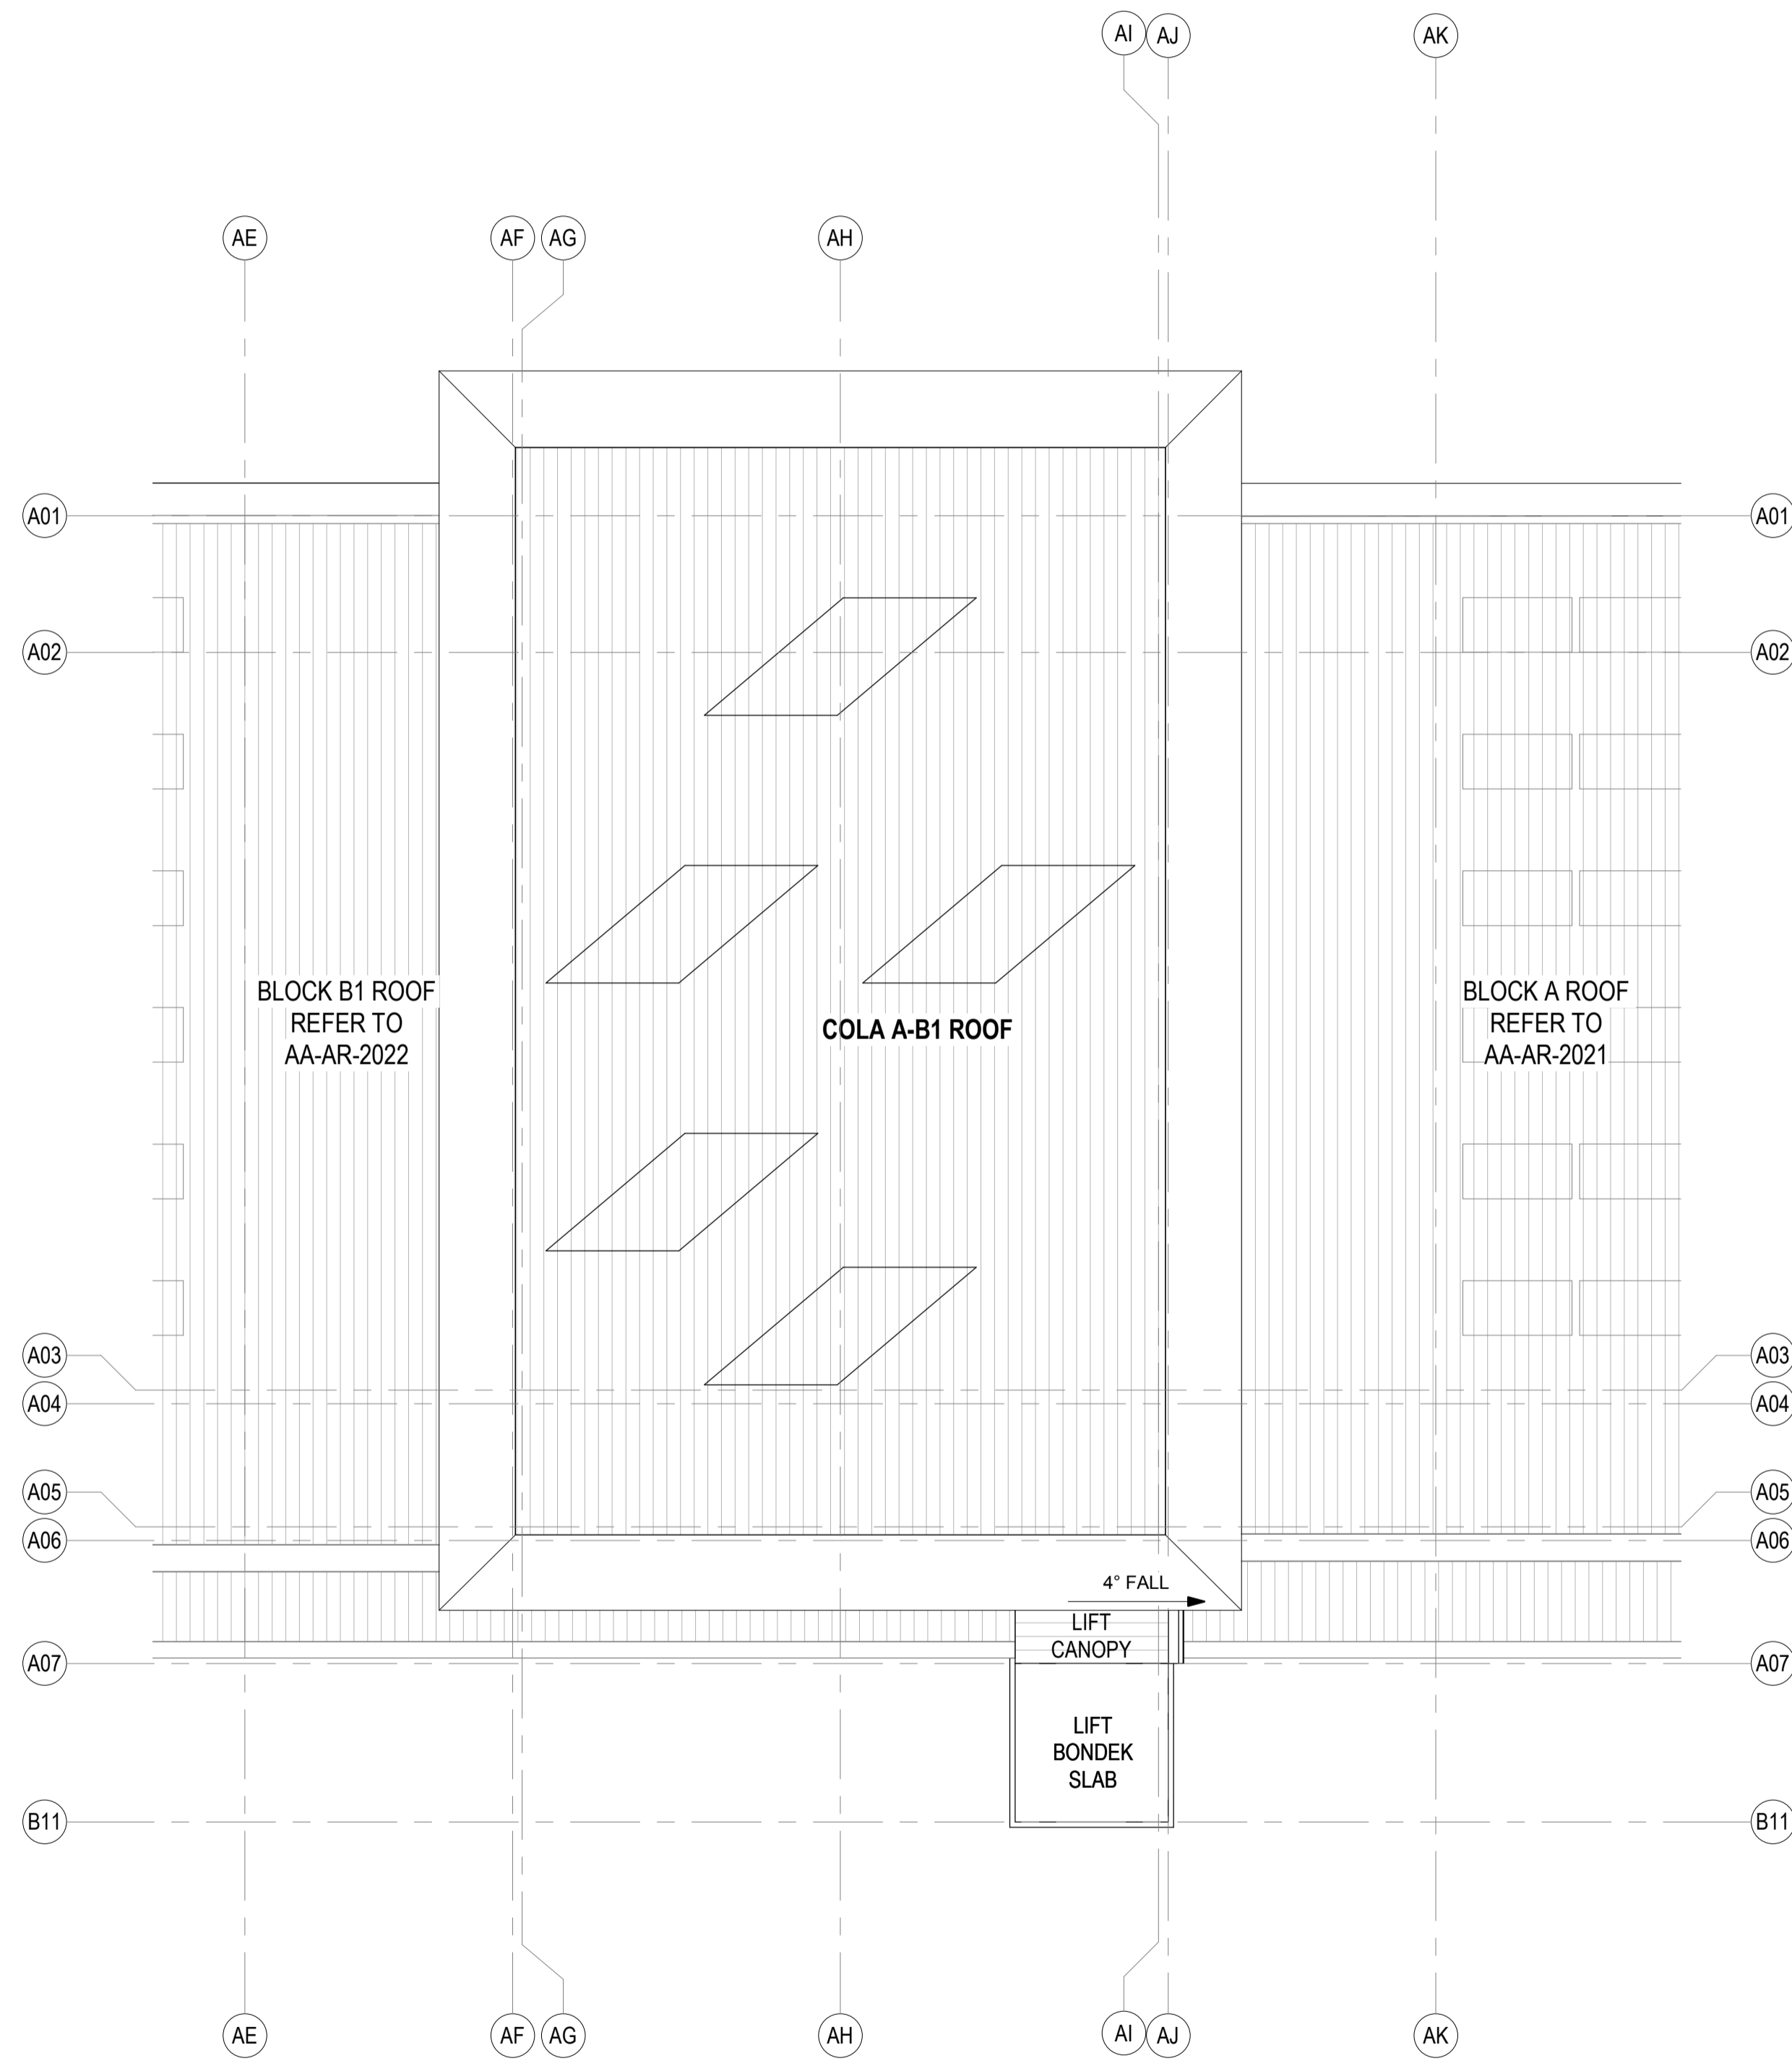 AI AJ AK
AE AF AG AH
A01 A01
A02 A02
BLOCK B1 ROOF
REFER TO
AA-AR-2022
COLA A-B1 ROOF
BLOCK A ROOF
REFER TO
AA-AR-2021
A03 A03
A04 A04
A05 A05
A06 A06
4° FALL
LIFT
CANOPY
A07 A07
LIFT
BONDEK
SLAB
B11 B11
AE AF AG AH AI AJ AK